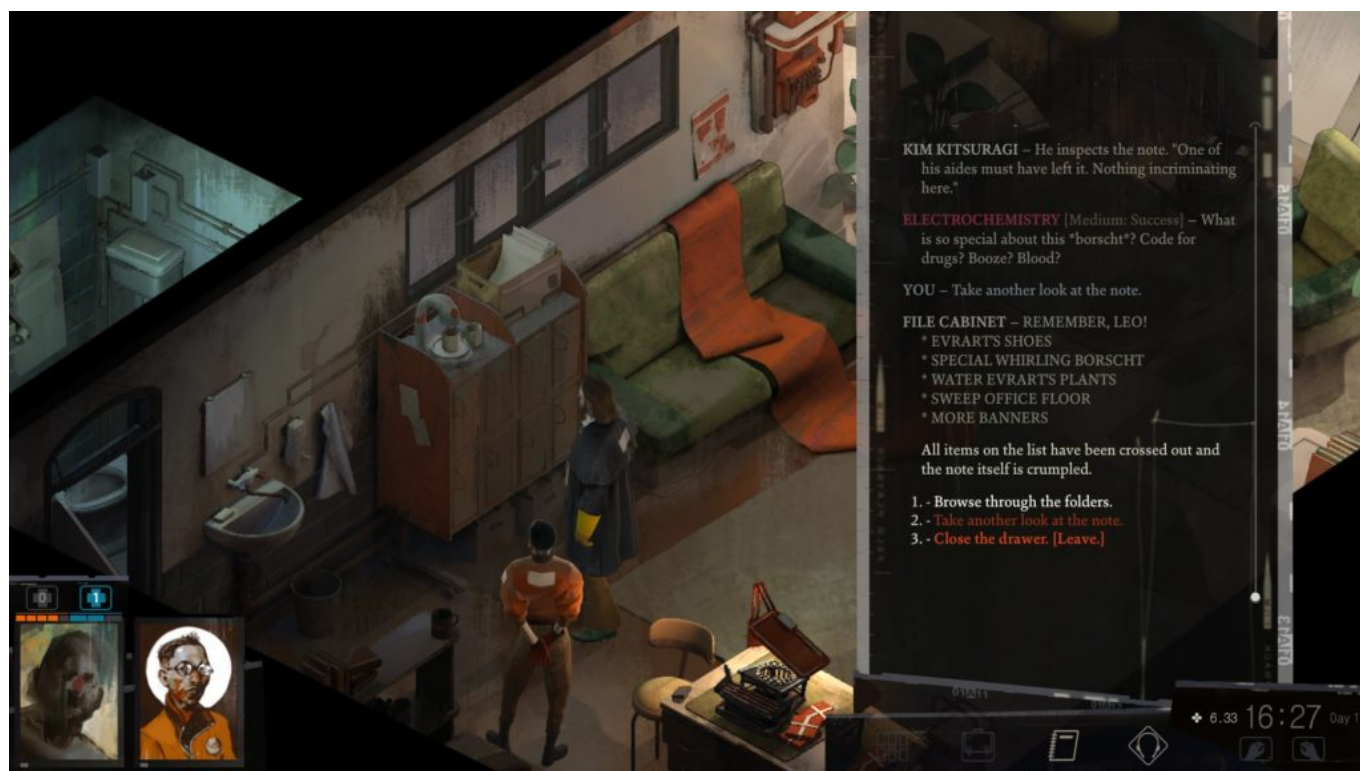 KIM KITSURAGI – He inspects the note. "One of
his aides must have left it. Nothing incriminating
here."
ELECTROCHEMISTRY [Medium: Success] – What
is so special about this *borscht*? Code for
drugs? Booze? Blood?
YOU – Take another look at the note.
FILE CABINET – REMEMBER, LEO!
* EVRART'S SHOES
* SPECIAL WHIRLING BORSCHT
* WATER EVRART'S PLANTS
* SWEEP OFFICE FLOOR
* MORE BANNERS
All items on the list have been crossed out and
the note itself is crumpled.
1. - Browse through the folders.
2. - Take another look at the note.
3. - Close the drawer. [Leave.]
0 1
6.33 16:27 Day 1